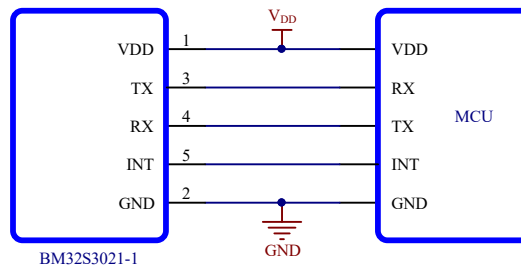 V_DD
VDD 1 VDD
TX 3 RX
RX 4 TX
MCU
INT 5 INT
GND 2 GND
GND
BM32S3021-1